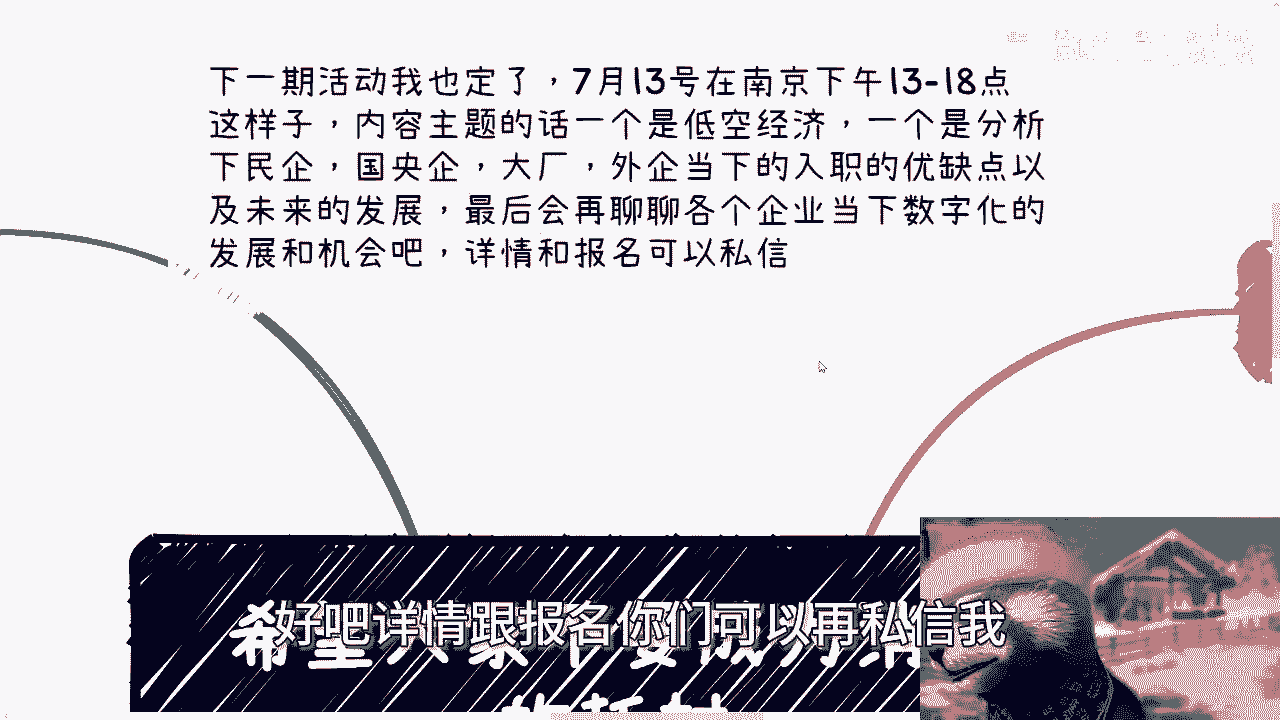 下一期活动我也定了，7月13号在南京下午13-18点
这样子，内容主题的话一个是低空经济，一个是分析
下民企，国央企，大厂，外企当下的入职的优缺点以
及未来的发展，最后会再聊聊各个企业当下数字化的
发展和机会吧，详情和报名可以私信
好吧详情跟报名你们可以再私信我